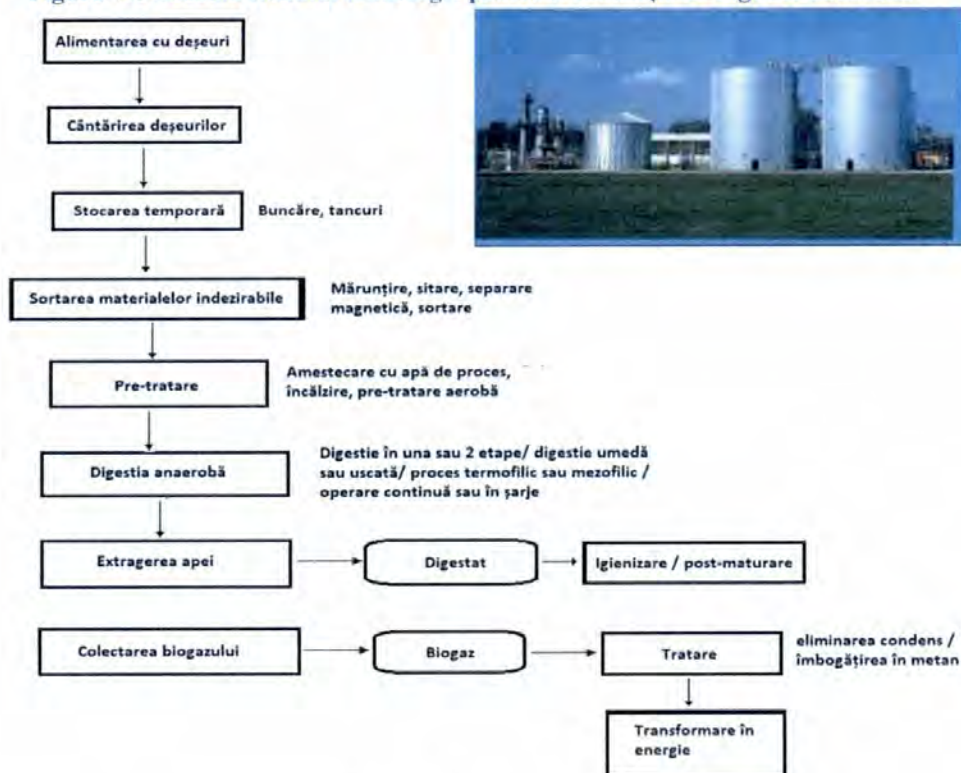 Alimentarea cu deșeuri
Cântărirea deșeurilor
Stocarea temporară
Buncăre, tancuri
Sortarea materialelor indezirabile
Mărunțire, sitare, separare
magnetică, sortare
Pre-tratare
Amestecare cu apă de proces,
încălzire, pre-tratare aerobă
Digestia anaerobă
Digestie în una sau 2 etape/ digestie umedă
sau uscată/ proces termofilic sau mezofilic /
operare continuă sau în șarje
Extragerea apei
Digestat
Igienizare / post-maturare
Colectarea biogazului
Biogaz
Tratare
eliminarea condens /
îmbogățirea în metan
Transformare în
energie